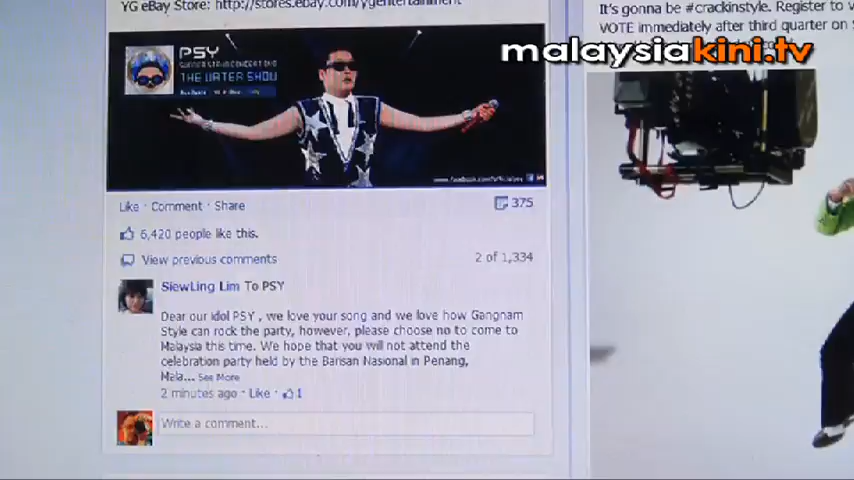 YG eBay Store: http://stores.ebay.com/ygentertainment
PSY
THE WATER SHOW
Like · Comment · Share
375
6,420 people like this.
View previous comments
2 of 1,334
SiewLing Lim To PSY
Dear our idol PSY , we love your song and we love how Gangnam
Style can rock the party, however, please choose no to come to
Malaysia this time. We hope that you will not attend the
celebration party held by the Barisan Nasional in Penang,
Mala... See More
2 minutes ago · Like · 1
Write a comment...
It's gonna be #crackinstyle. Register to v
VOTE immediately after third quarter on S
malaysiakini.tv